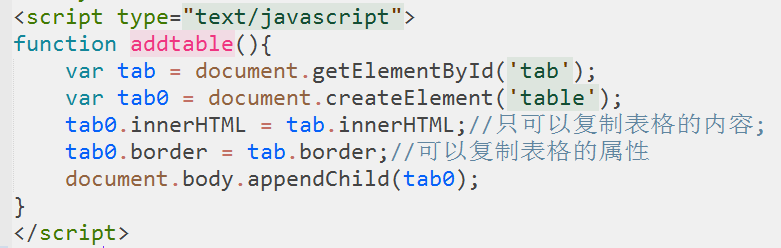 <script type="text/javascript">
function addtable(){
    var tab = document.getElementById('tab');
    var tab0 = document.createElement('table');
    tab0.innerHTML = tab.innerHTML;//只可以复制表格的内容;
    tab0.border = tab.border;//可以复制表格的属性
    document.body.appendChild(tab0);
}
</script>